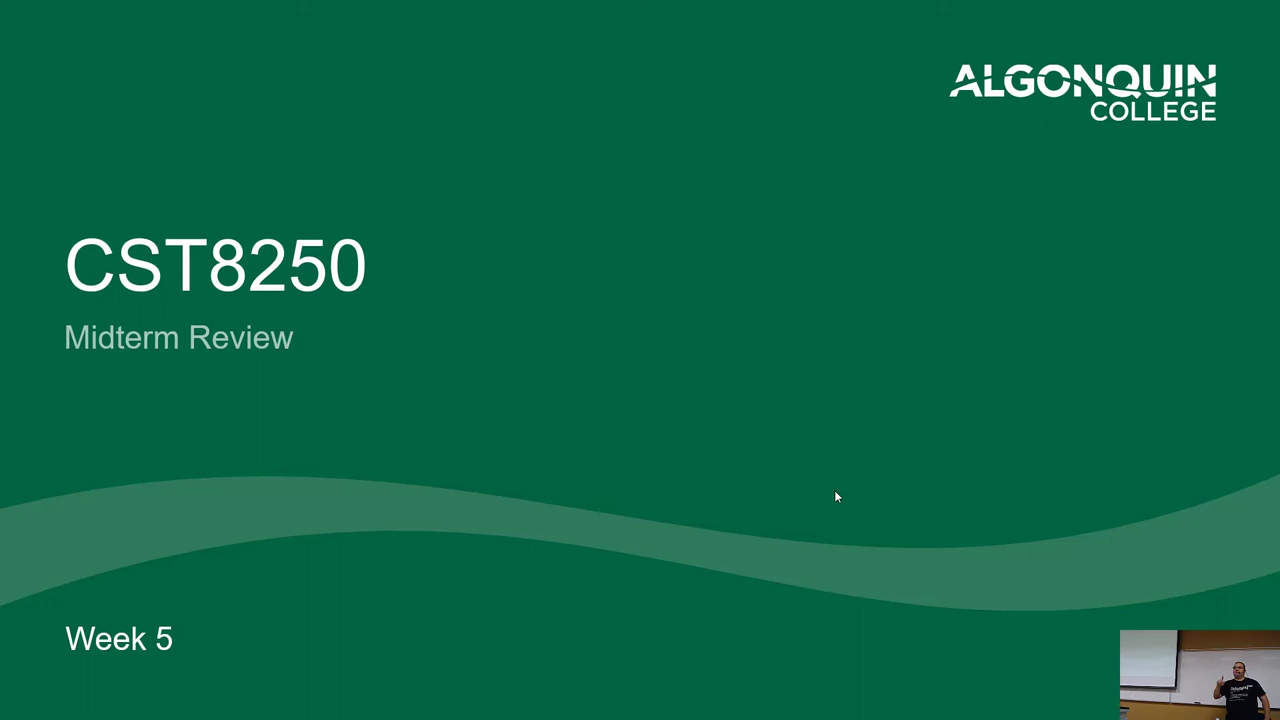 ALGONQUIN
COLLEGE
CST8250
Midterm Review
Week 5